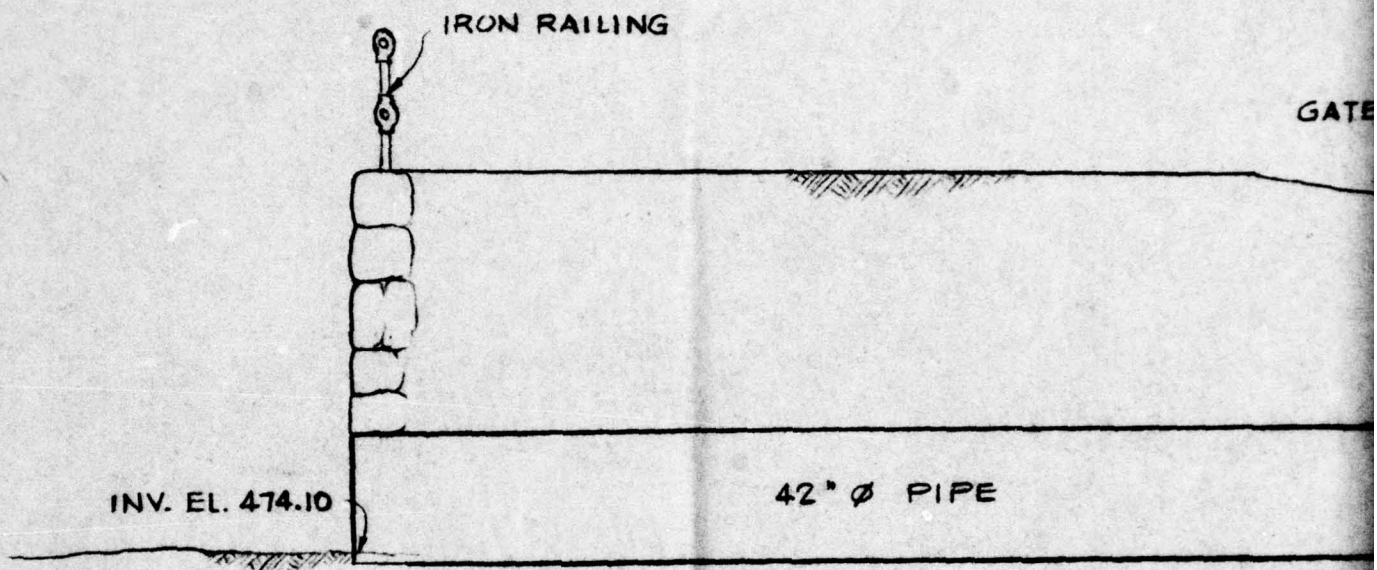 IRON RAILING
GATE
INV. EL. 474.10
42" Ø PIPE